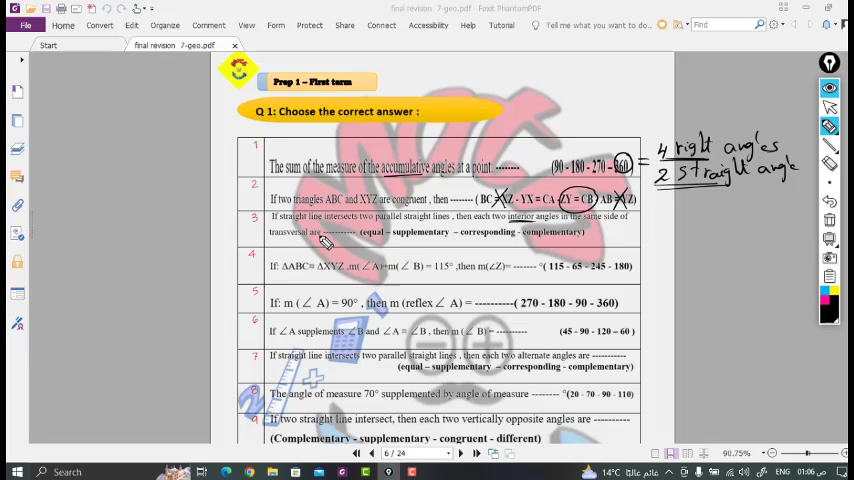 final revision 7-geo.pdf - Foxit PhantomPDF
File Home Convert Edit Organize Comment View Form Protect Share Connect Accessibility Help Tutorial Tell me what you want to do... Find
Start final revision 7-geo.pdf
Prep 1 – First term
Q 1: Choose the correct answer :
1
The sum of the measure of the accumulative angles at a point: -------- (90 - 180 - 270 – 360) = 4 right angles
2 straight angle
2
If two triangles ABC and XYZ are congruent , then -------- ( BC = XZ - YX = CA - ZY = CB - AB = YZ)
3
If straight line intersects two parallel straight lines , then each two interior angles in the same side of
transversal are ----------- (equal – supplementary – corresponding - complementary)
4
If: ΔABC≡ ΔXYZ ,m( ∠ A)+m( ∠ B) = 115° ,then m(∠Z)= ------- °( 115 - 65 - 245 - 180)
5
If: m ( ∠ A) = 90° , then m (reflex ∠ A) = ----------( 270 - 180 - 90 - 360)
6
If ∠A supplements ∠B and ∠A = ∠B , then m ( ∠ B) = ---------- (45 - 90 - 120 – 60 )
7
If straight line intersects two parallel straight lines , then each two alternate angles are -----------
(equal – supplementary – corresponding - complementary)
8
The angle of measure 70° supplemented by angle of measure -------- °(20 - 70 - 90 - 110)
9
If two straight line intersect, then each two vertically opposite angles are -----------
(Complementary - supplementary - congruent - different)
6 / 24 90.75%
Search 14°C غائم غالبًا ENG 01:06 ص